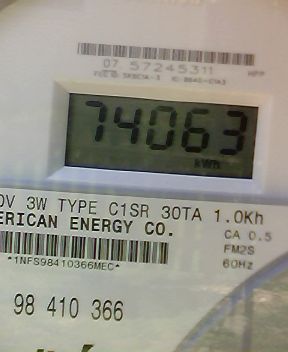 07 57245311 HPP
74063
kWh
0V 3W TYPE C1SR 30TA 1.0Kh
ERICAN ENERGY CO. CA 0.5
FM2S
*1NFS98410366MEC* 60Hz
98 410 366